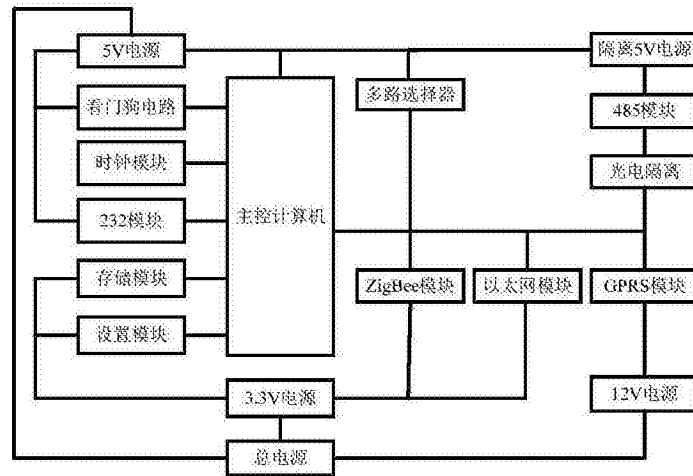 5V电源
隔离5V电源
看门狗电路
多路选择器
485模块
时钟模块
光电隔离
232模块
主控计算机
存储模块
ZigBee模块
以太网模块
GPRS模块
设置模块
3.3V电源
12V电源
总电源